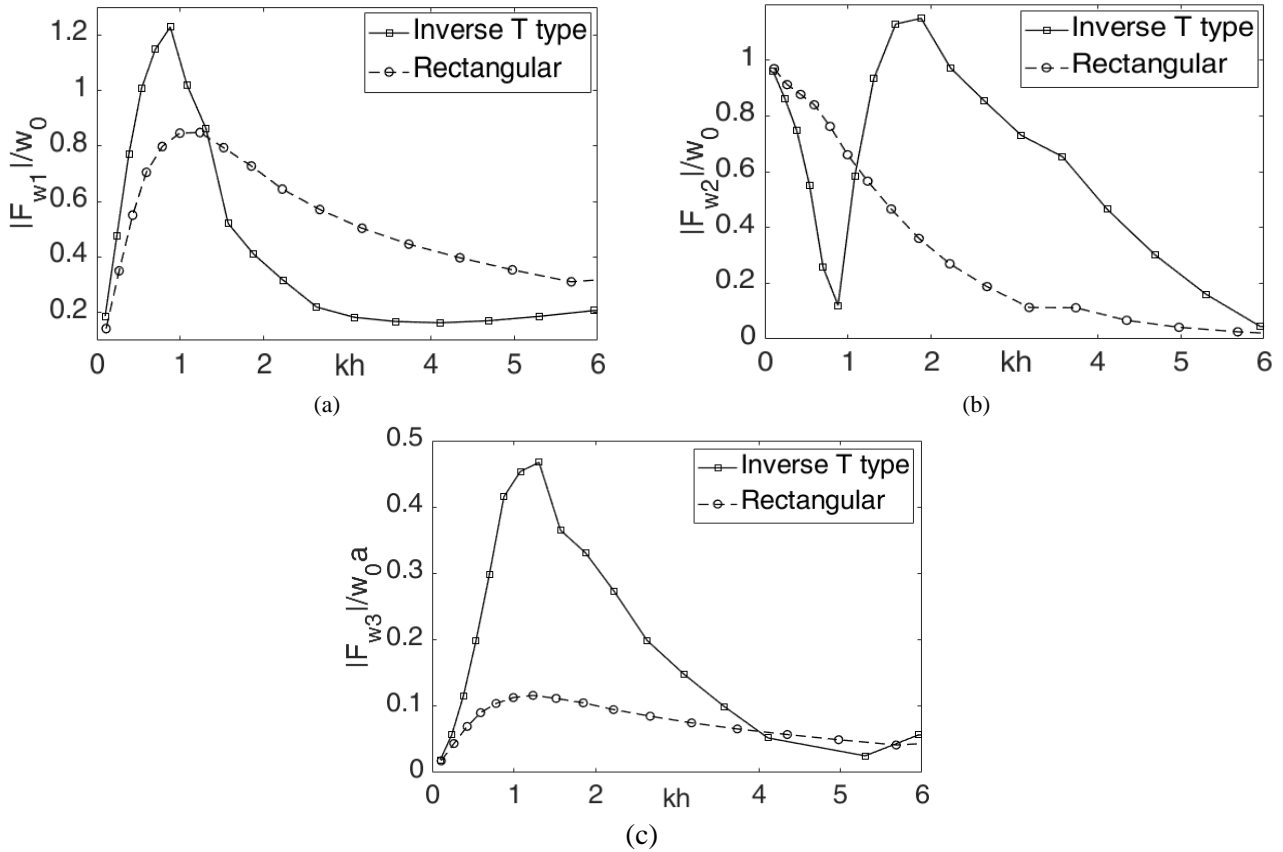 |F_w1|/w_0
1.2
1
0.8
0.6
0.4
0.2
0 1 2 3 4 5 6
kh
Inverse T type
Rectangular
(a)
|F_w2|/w_0
1
0.8
0.6
0.4
0.2
0
0 1 2 3 4 5 6
kh
Inverse T type
Rectangular
(b)
|F_w3|/w_0a
0.5
0.4
0.3
0.2
0.1
0
0 1 2 kh 4 5 6
Inverse T type
Rectangular
(c)